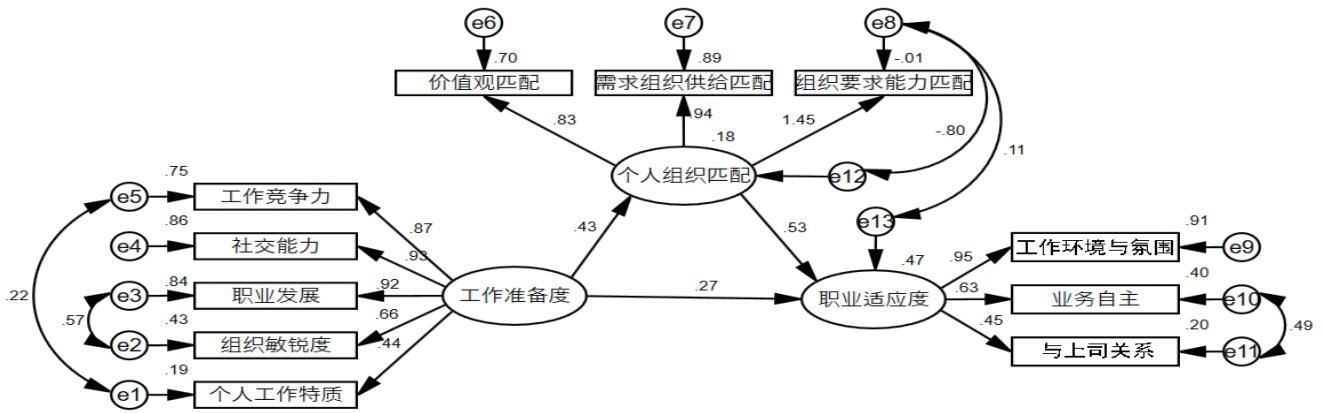 e6
e7
e8
.70
.89
-.01
价值观匹配
需求组织供给匹配
组织要求能力匹配
.83
.94
1.45
-.80
.11
.18
个人组织匹配
e12
e13
.75
e5
工作竞争力
.86
e4
社交能力
.84
e3
职业发展
.43
e2
组织敏锐度
.19
e1
个人工作特质
.22
.57
.87
.93
.92
.66
.44
工作准备度
.43
.53
.27
.47
职业适应度
.95
.63
.45
.91
工作环境与氛围
e9
.40
业务自主
e10
.20
与上司关系
e11
.49